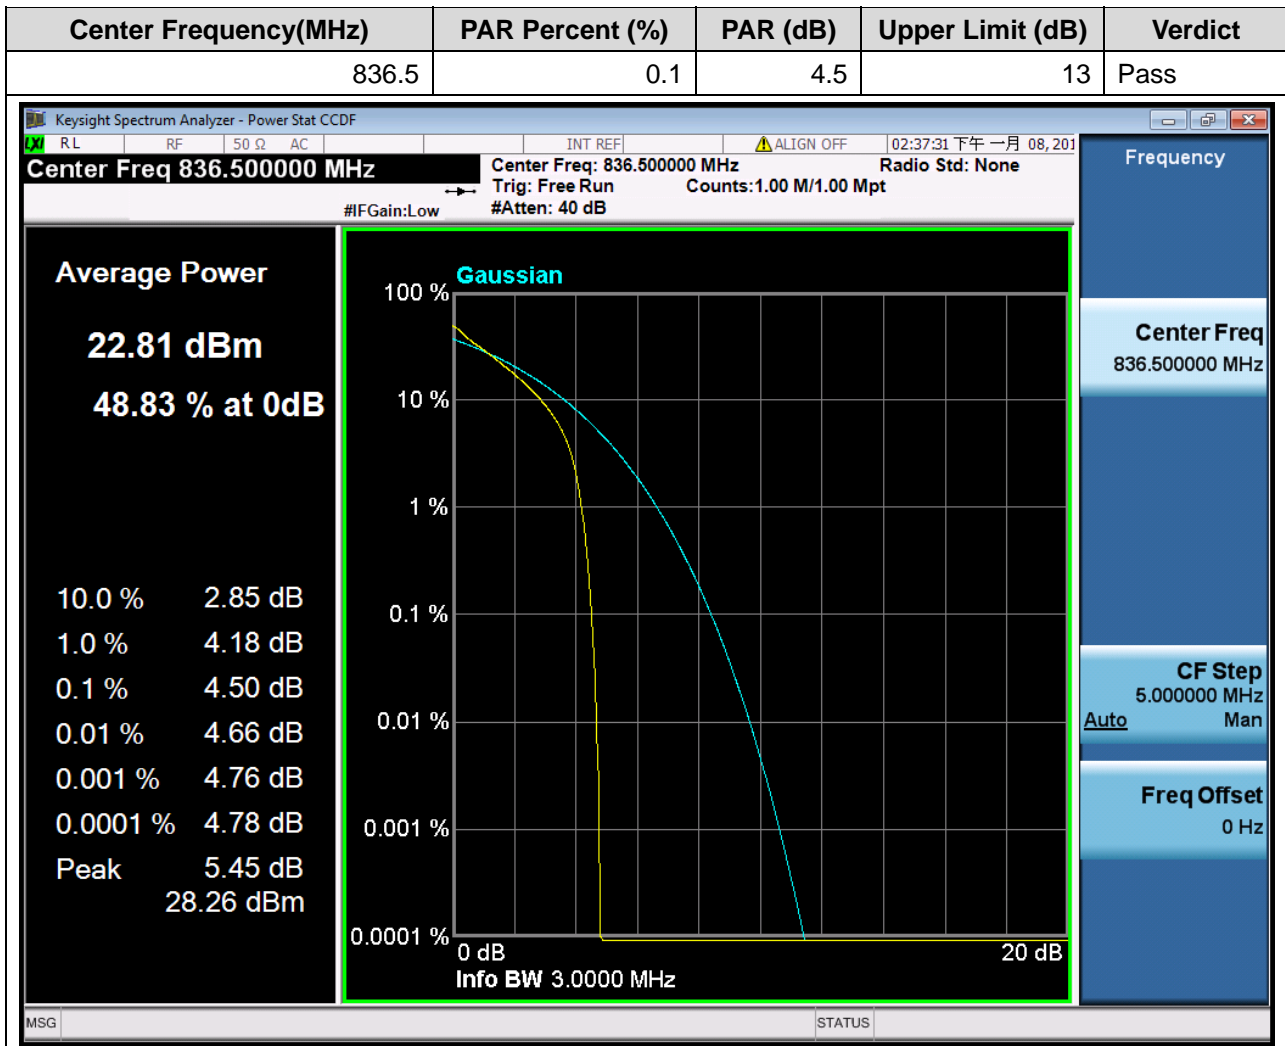 Center Frequency(MHz) PAR Percent (%) PAR (dB) Upper Limit (dB) Verdict
836.5 0.1 4.5 13 Pass
Keysight Spectrum Analyzer - Power Stat CCDF
LXI RL RF 50 Ω AC INT REF ALIGN OFF 02:37:31 下午 一月 08, 201
Center Freq 836.500000 MHz
Center Freq: 836.500000 MHz Radio Std: None
Trig: Free Run Counts:1.00 M/1.00 Mpt
#IFGain:Low #Atten: 40 dB
Frequency
Average Power
22.81 dBm
48.83 % at 0dB
10.0 % 2.85 dB
1.0 % 4.18 dB
0.1 % 4.50 dB
0.01 % 4.66 dB
0.001 % 4.76 dB
0.0001 % 4.78 dB
Peak 5.45 dB
28.26 dBm
Gaussian
100 %
10 %
1 %
0.1 %
0.01 %
0.001 %
0.0001 %
0 dB 20 dB
Info BW 3.0000 MHz
Center Freq
836.500000 MHz
CF Step
5.000000 MHz
Auto Man
Freq Offset
0 Hz
MSG STATUS